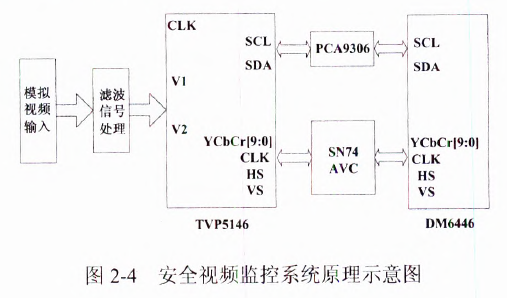 模拟
视频
输入
滤波
信号
处理
CLK
V1
V2
SCL
SDA
YCbCr[9:0]
CLK
HS
VS
TVP5146
PCA9306
SN74
AVC
SCL
SDA
YCbCr[9:0]
CLK
HS
VS
DM6446
图 2-4 安全视频监控系统原理示意图